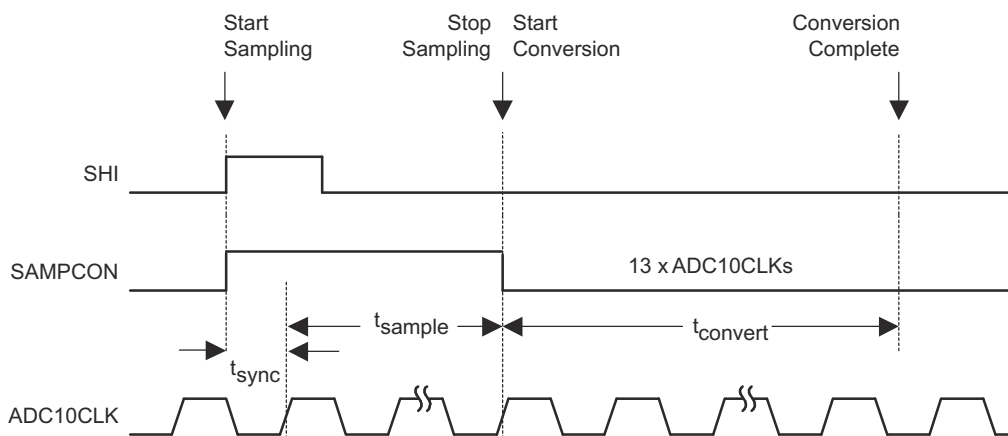 Start
Sampling
Stop
Sampling
Start
Conversion
Conversion
Complete
SHI
SAMPCON
13 x ADC10CLKs
tsample
tconvert
tsync
ADC10CLK